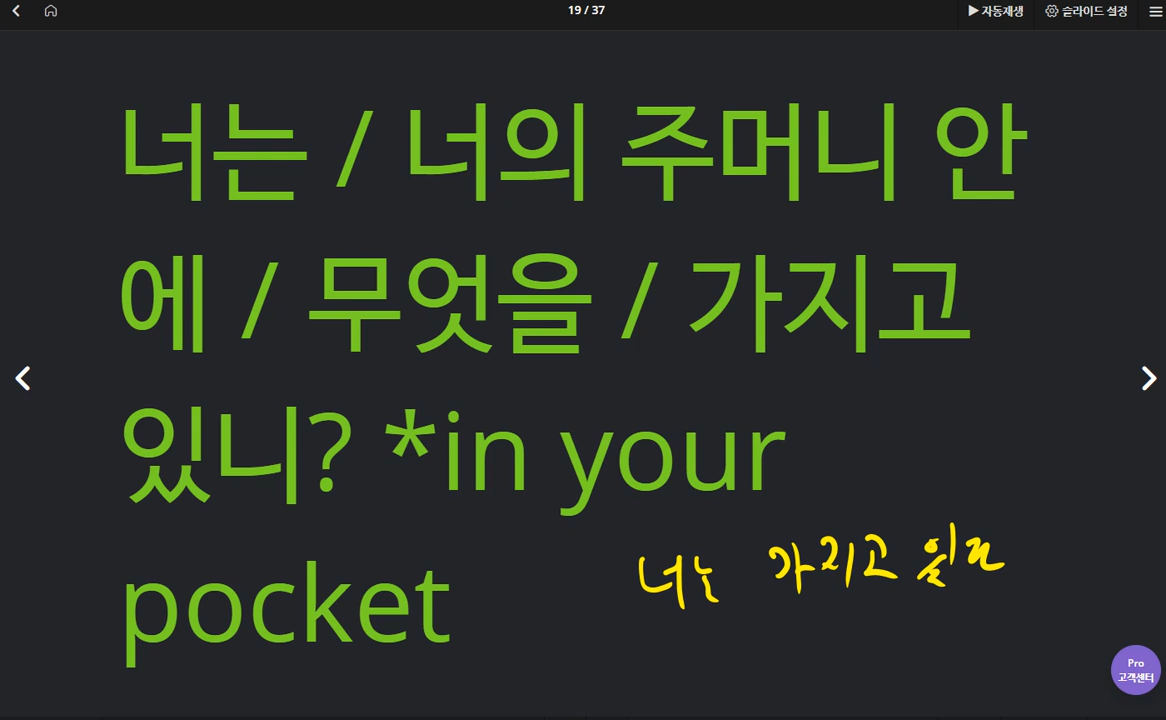 19 / 37
▶ 자동재생
슬라이드 설정
너는 / 너의 주머니 안
에 / 무엇을 / 가지고
있니? *in your
pocket
너는 가지고 있
Pro
고객센터